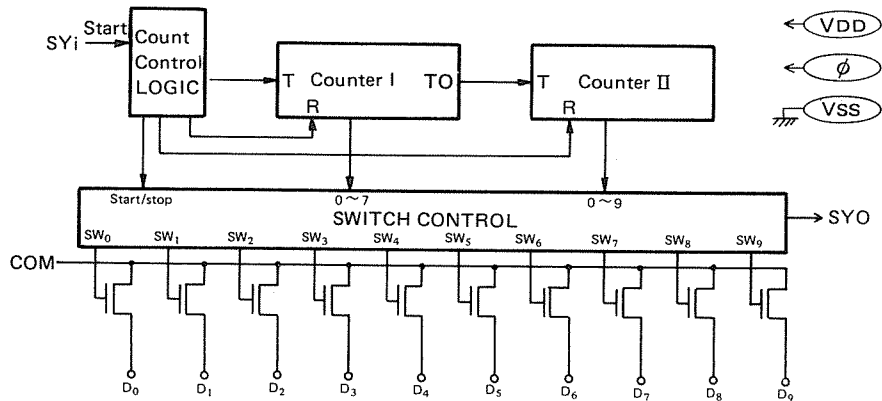 Start
SYi
Count
Control
LOGIC
T Counter I TO
R
T Counter II
R
VDD
ϕ
VSS
Start/stop 0~7 0~9
SWITCH CONTROL
SYO
SW₀ SW₁ SW₂ SW₃ SW₄ SW₅ SW₆ SW₇ SW₈ SW₉
COM
D₀ D₁ D₂ D₃ D₄ D₅ D₆ D₇ D₈ D₉